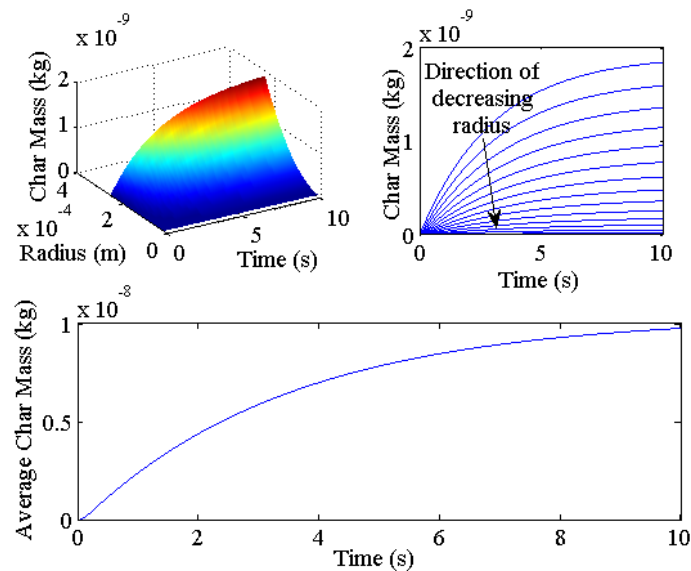 x 10^-9
2
1
0
Char Mass (kg)
4
2
0
x 10^-4
Radius (m)
0
5
10
Time (s)
x 10^-9
2
1
0
Char Mass (kg)
Direction of
decreasing
radius
0
5
10
Time (s)
x 10^-8
1
0.5
0
Average Char Mass (kg)
0
2
4
6
8
10
Time (s)